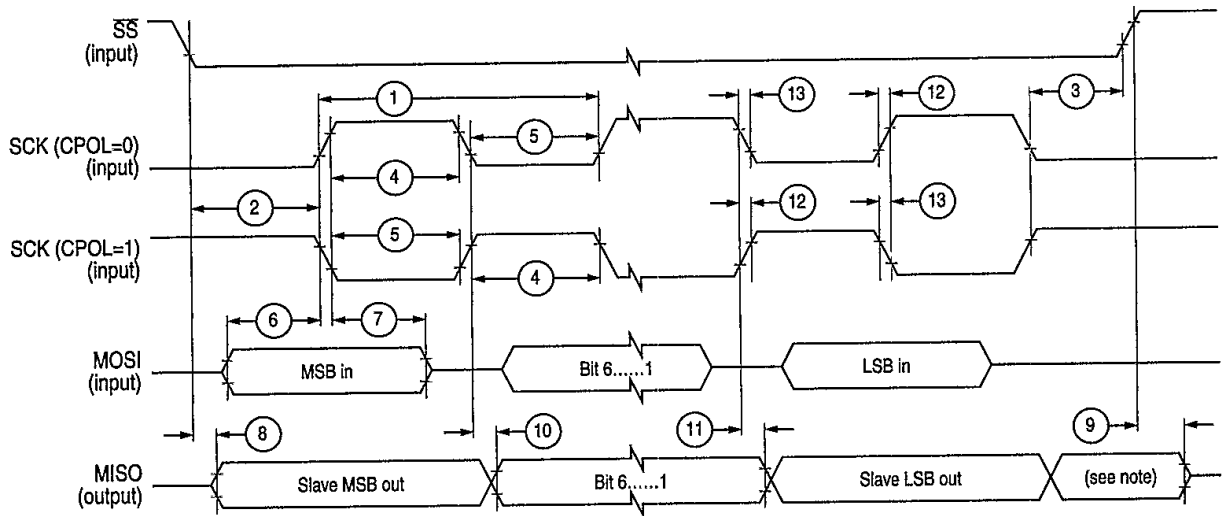 SS
(input)
1
13
12
3
SCK (CPOL=0)
(input)
5
4
2
12
13
SCK (CPOL=1)
(input)
5
4
6
7
MOSI
(input)
MSB in
Bit 6......1
LSB in
8
10
11
9
MISO
(output)
Slave MSB out
Bit 6......1
Slave LSB out
(see note)